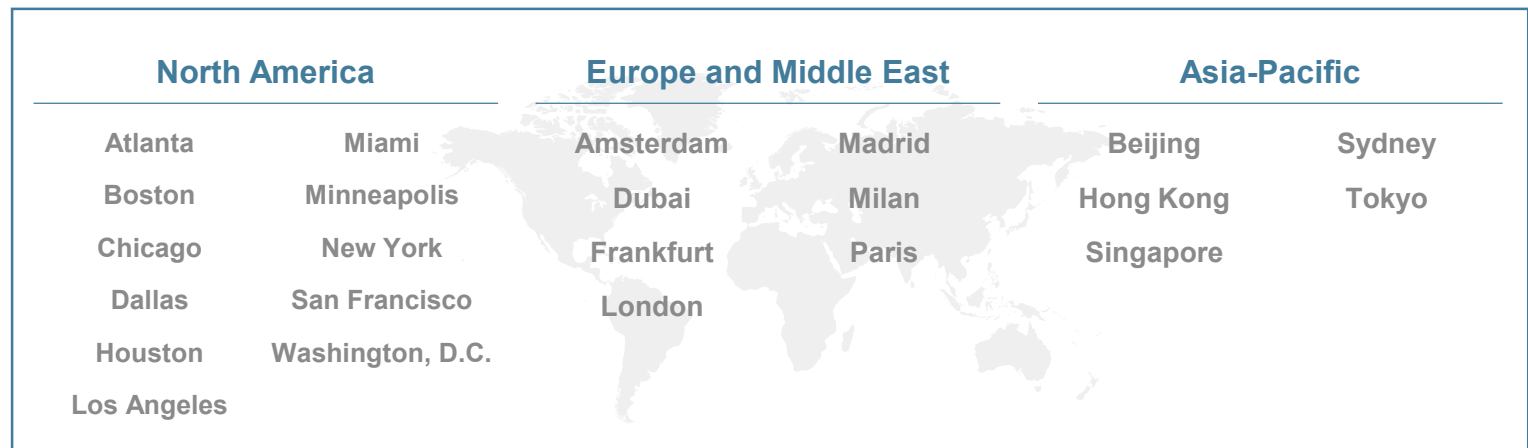 North America
Atlanta
Boston
Chicago
Dallas
Houston
Los Angeles
Miami
Minneapolis
New York
San Francisco
Washington, D.C.
Europe and Middle East
Amsterdam
Dubai
Frankfurt
London
Madrid
Milan
Paris
Asia-Pacific
Beijing
Hong Kong
Singapore
Sydney
Tokyo